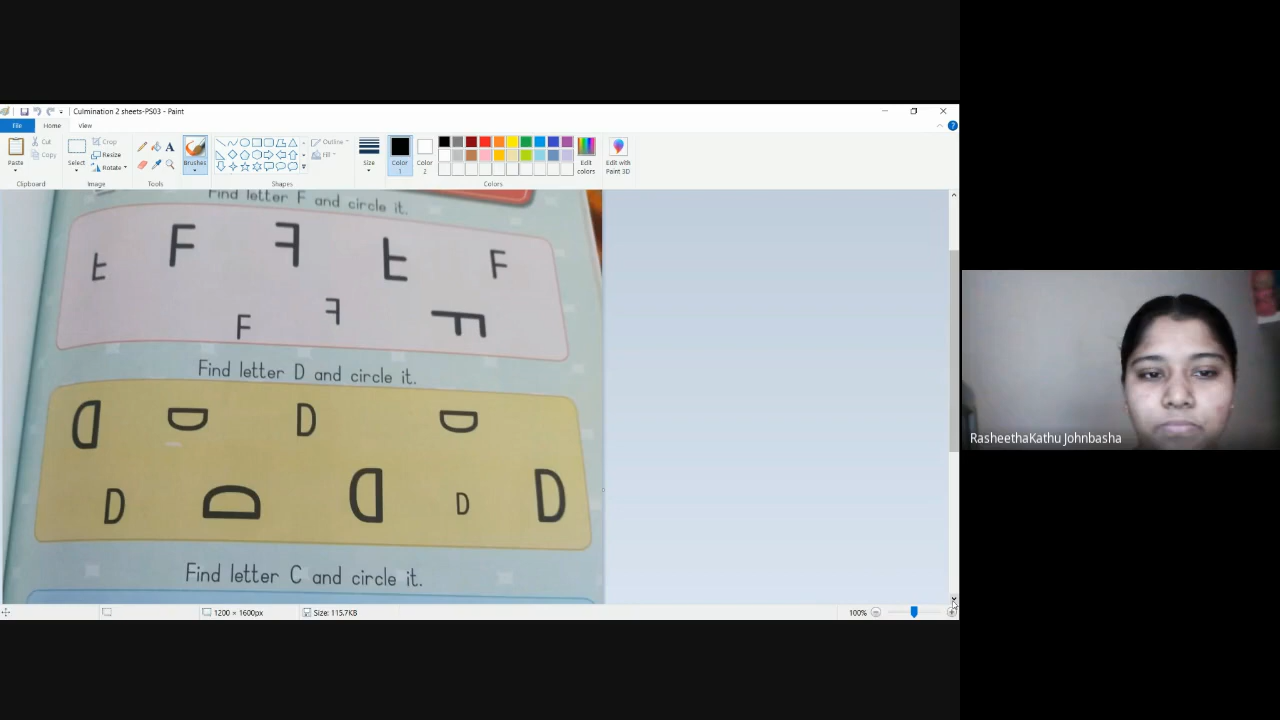 Culmination 2 sheets-PS03 - Paint
File Home View
Paste
Cut
Copy
Clipboard
Select
Crop
Resize
Rotate
Image
Tools
Brushes
Shapes
Outline
Fill
Size
Color 1
Color 2
Colors
Edit colors
Edit with Paint 3D
Find letter F and circle it.
F F F F F
F F F
Find letter D and circle it.
D D D D
D D D D D
Find letter C and circle it.
1200 × 1600px
Size: 115.7KB
100%
RasheethaKathu Johnbasha